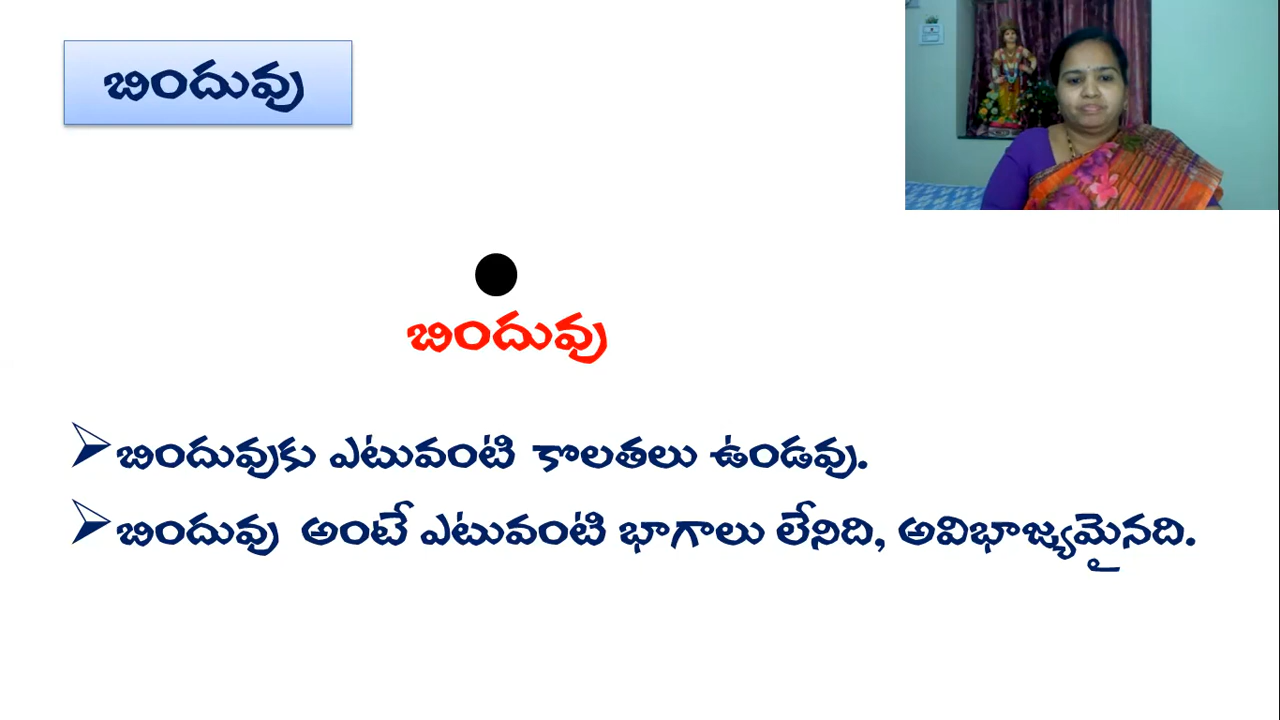 బిందువు
బిందువు
బిందువుకు ఎటువంటి కొలతలు ఉండవు.
బిందువు అంటే ఎటువంటి భాగాలు లేనిది, అవిభాజ్యమైనది.